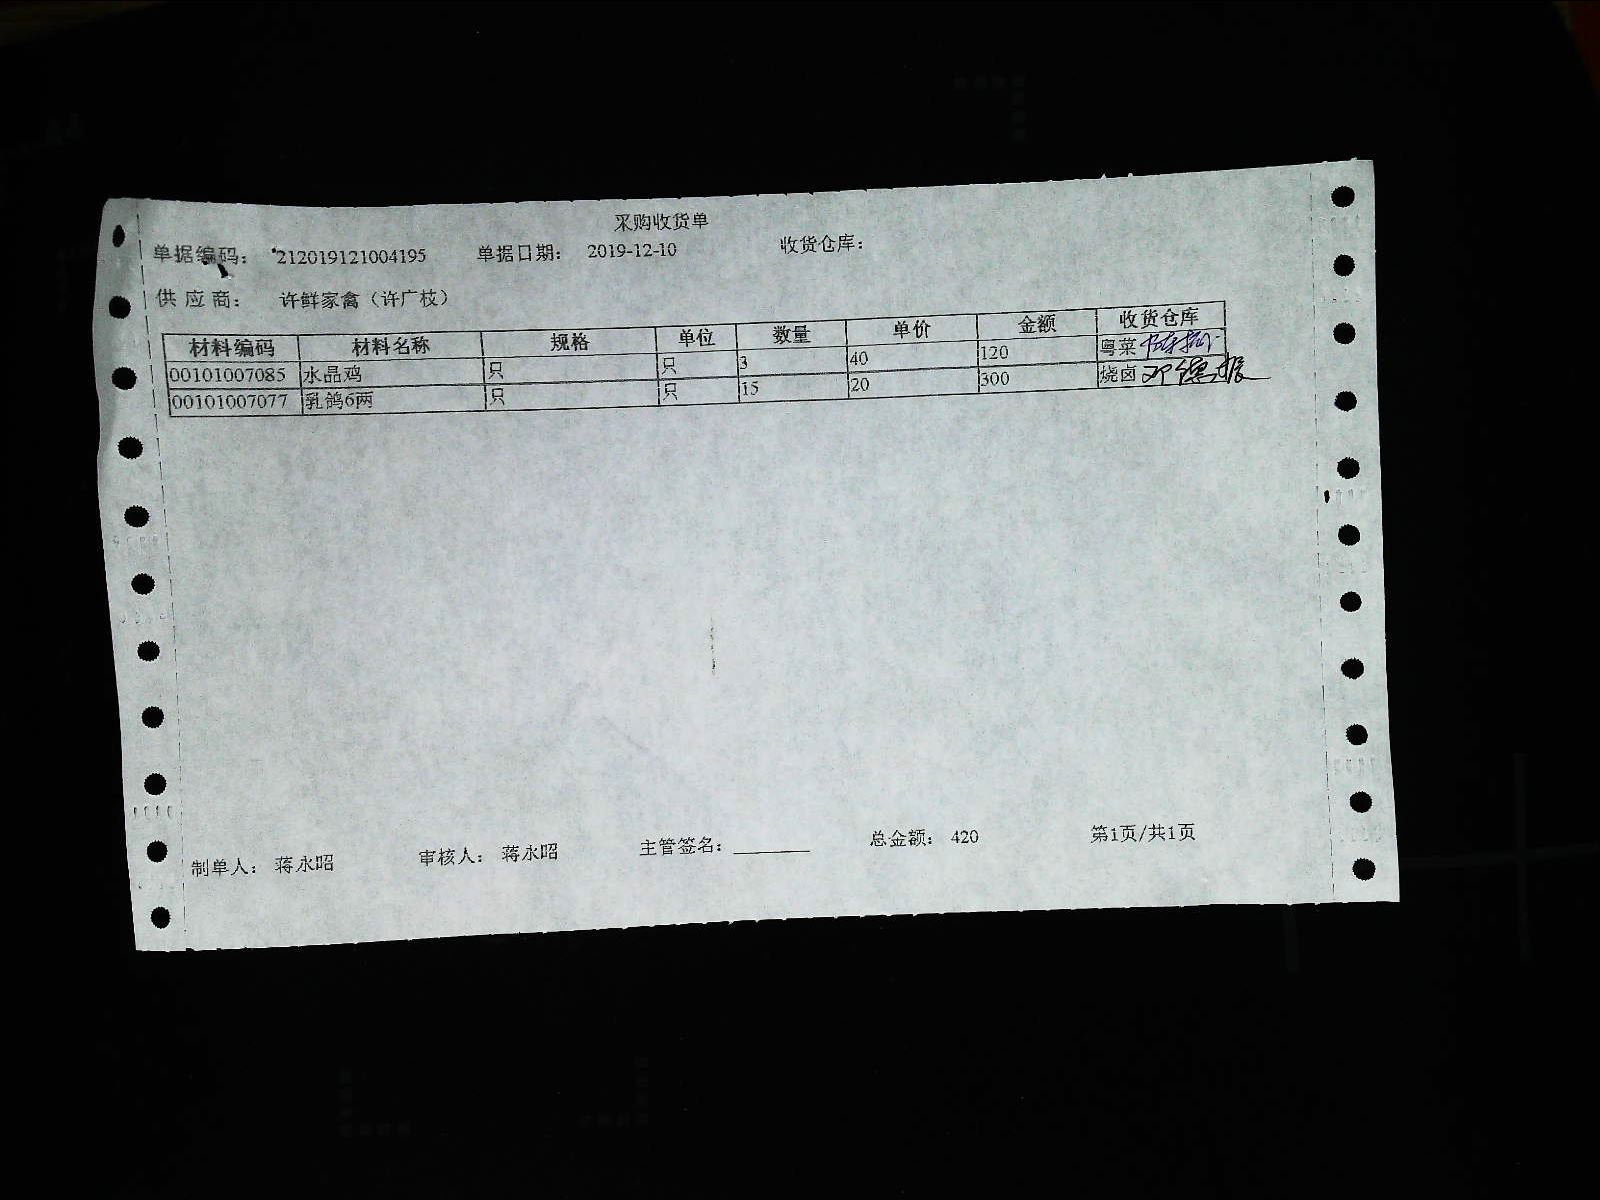 采购收货单
单据编码： 212019121004195 单据日期： 2019-12-10 收货仓库：
供 应 商： 许鲜家禽（许广枝）
材料编码 材料名称 规格 单位 数量 单价 金额 收货仓库
00101007085 水晶鸡 只 只 3 40 120 粤菜
00101007077 乳鸽6两 只 只 15 20 300 烧卤
制单人： 蒋永昭 审核人： 蒋永昭 主管签名： 总金额： 420 第1页/共1页